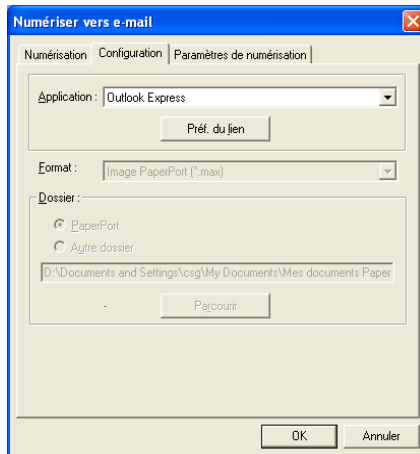 Numériser vers e-mail
Numérisation Configuration Paramètres de numérisation
Application : Outlook Express
Préf. du lien
Format : Image PaperPort (*.max)
Dossier :
PaperPort
Autre dossier
D:\Documents and Settings\csg\My Documents\Mes documents Paper
Parcourir
OK Annuler